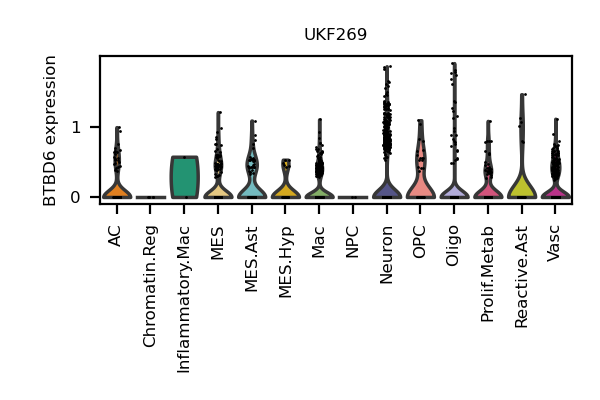 UKF269
BTBD6 expression
1
0
AC
Chromatin.Reg
Inflammatory.Mac
MES
MES.Ast
MES.Hyp
Mac
NPC
Neuron
OPC
Oligo
Prolif.Metab
Reactive.Ast
Vasc